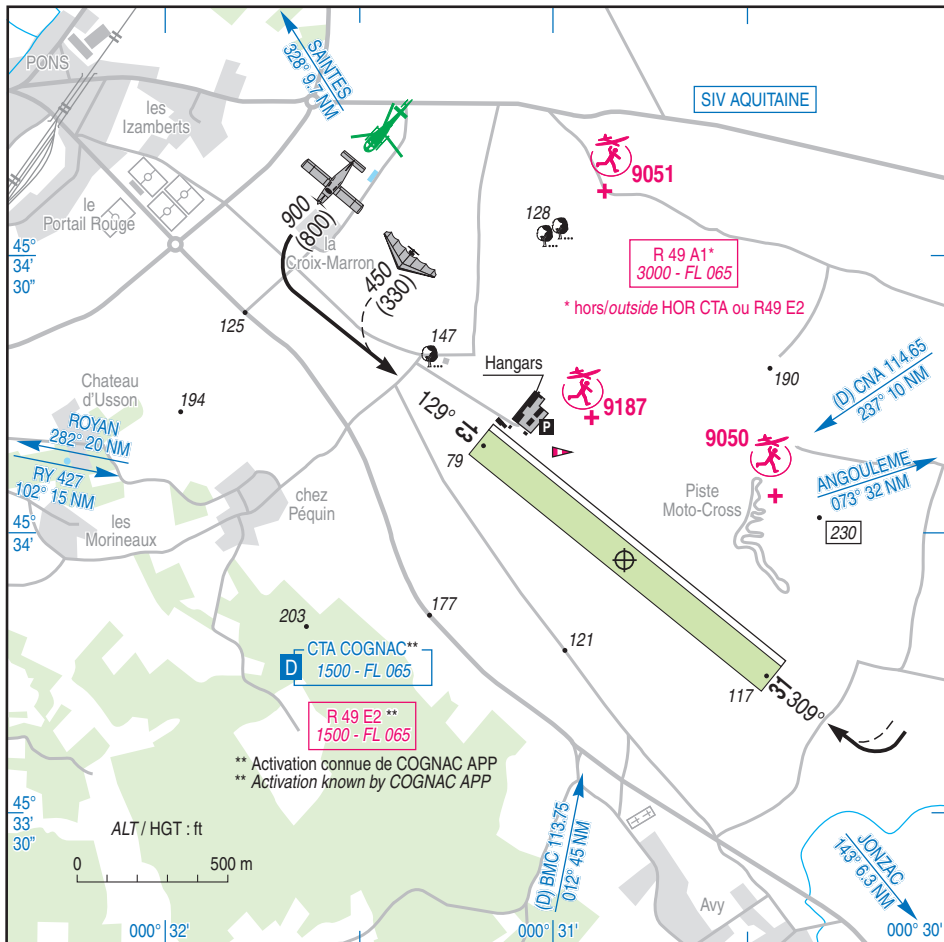 PONS
les
Izamberts
SAINTES
328° 9.7 NM
SIV AQUITAINE
9051
le
Portail Rouge
900
(800)
la
Croix-Marron
450
(330)
128
R 49 A1*
3000 - FL 065
* hors/outside HOR CTA ou R49 E2
45°
34'
30"
125
147
Hangars
P
190
(D) CNA 114.65
237° 10 NM
Chateau
d'Usson
194
129°
13
79
9187
9050
ROYAN
282° 20 NM
RY 427
102° 15 NM
ANGOULEME
073° 32 NM
chez
Péquin
Piste
Moto-Cross
230
45°
34'
les
Morineaux
203
177
121
CTA COGNAC**
D
1500 - FL 065
117
31
309°
R 49 E2 **
1500 - FL 065
** Activation connue de COGNAC APP
** Activation known by COGNAC APP
45°
33'
30"
ALT / HGT : ft
0
500 m
(D) BMC 113.75
012° 45 NM
JONZAC
143° 6.3 NM
Avy
000° 32'
000° 31'
000° 30'